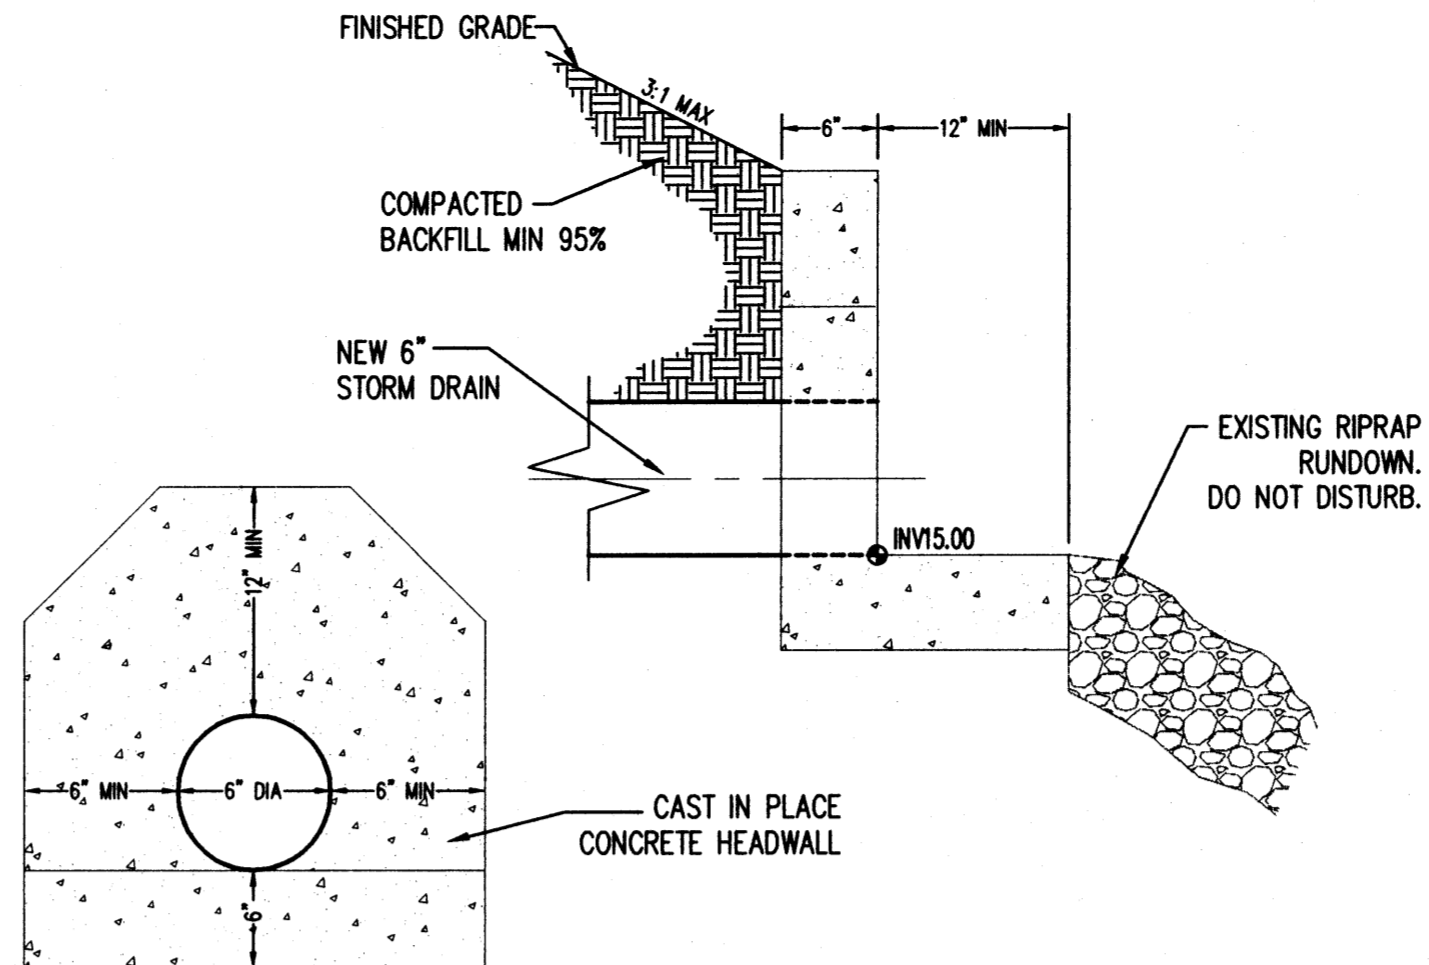 FINISHED GRADE
3:1 MAX
6"
12" MIN
COMPACTED
BACKFILL MIN 95%
NEW 6"
STORM DRAIN
EXISTING RIPRAP
RUNDOWN.
DO NOT DISTURB.
INV15.00
12" MIN
6" MIN
6" DIA
6" MIN
CAST IN PLACE
CONCRETE HEADWALL
6"